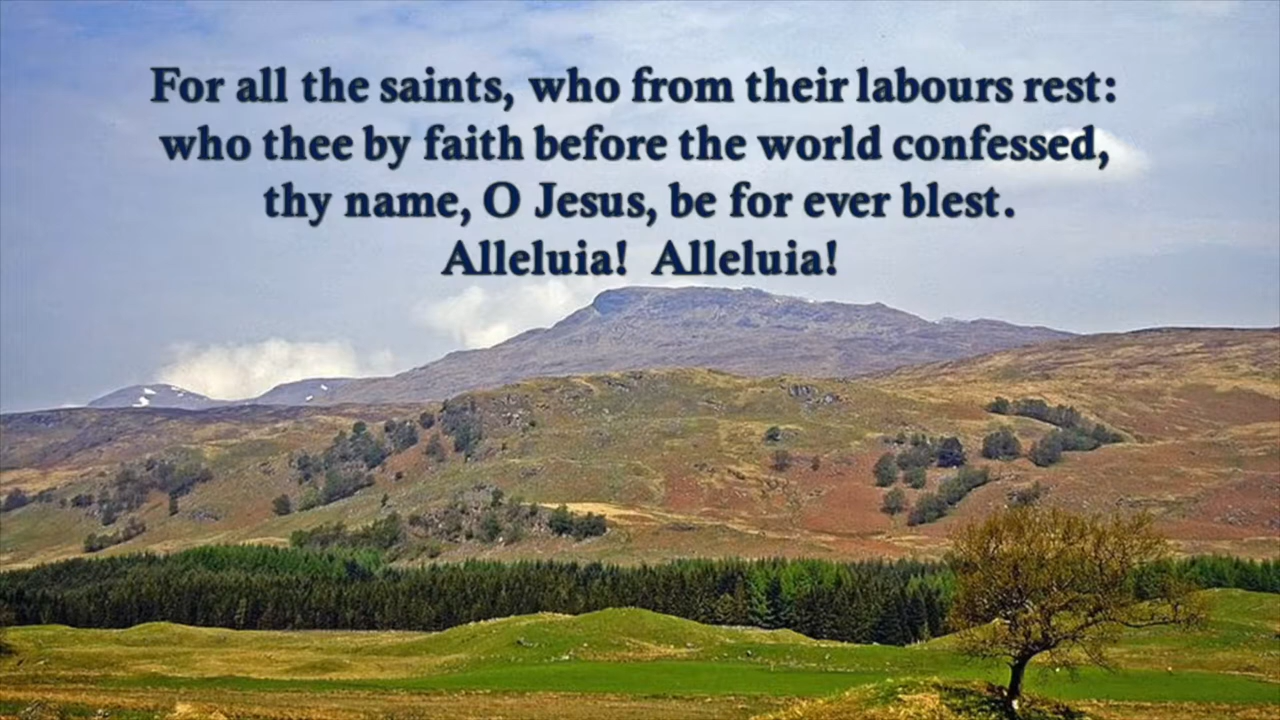 For all the saints, who from their labours rest:
who thee by faith before the world confessed,
thy name, O Jesus, be for ever blest.
Alleluia!  Alleluia!